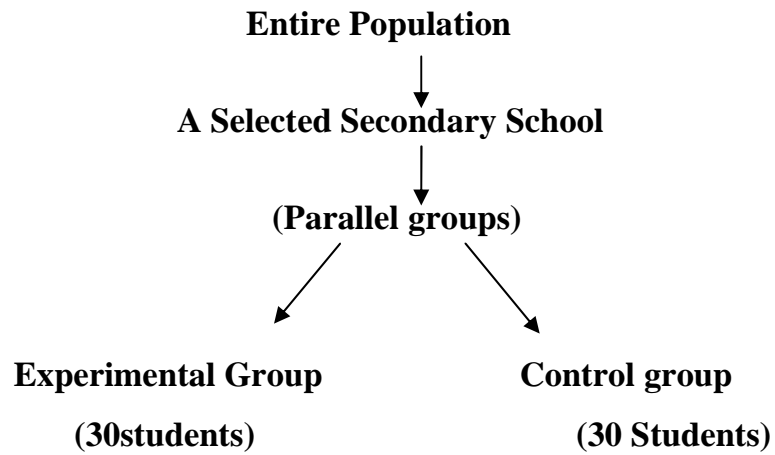 Entire Population
A Selected Secondary School
(Parallel groups)
Experimental Group Control group
(30students) (30 Students)